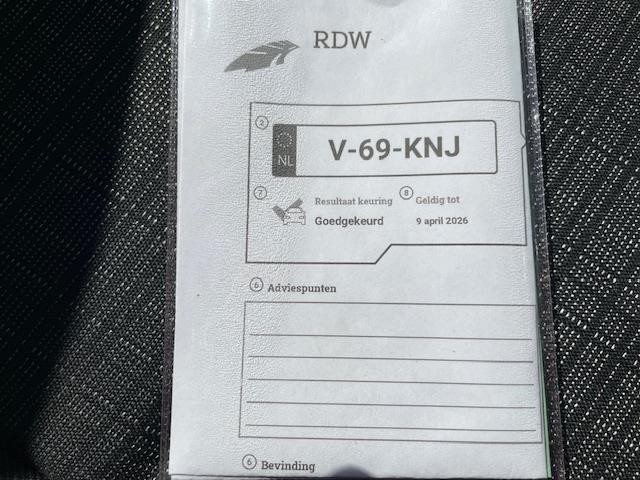 RDW
2
NL
V-69-KNJ
7 Resultaat keuring 8 Geldig tot
Goedgekeurd 9 april 2026
6 Adviespunten
6 Bevinding